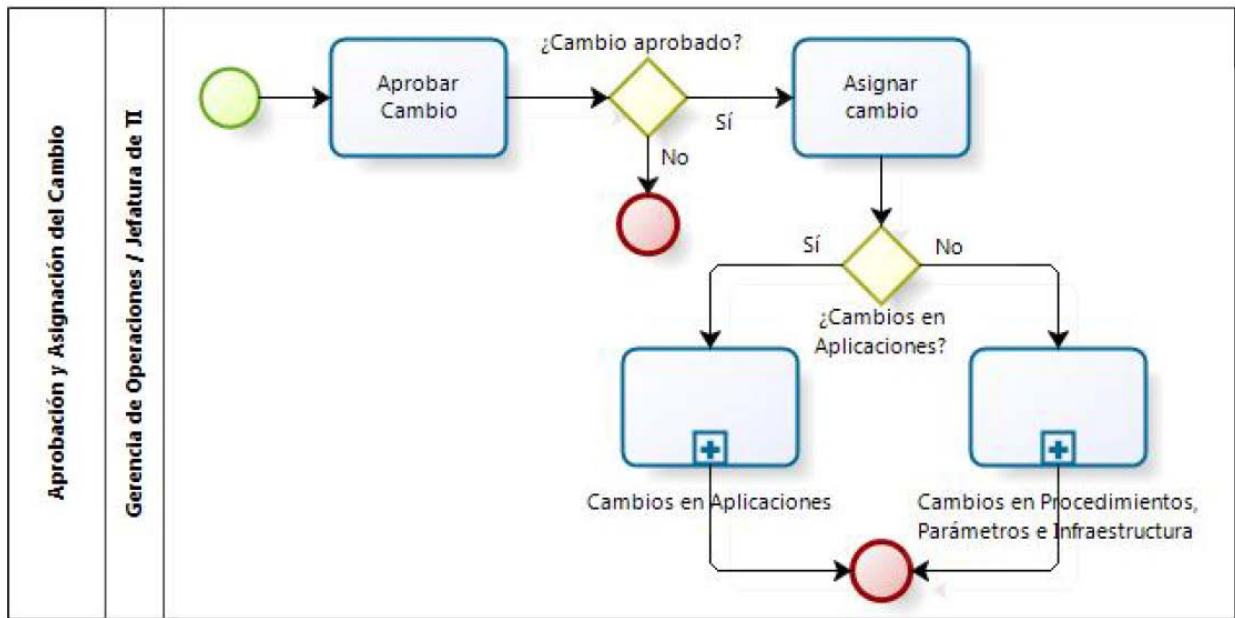 Aprobación y Asignación del Cambio
Gerencia de Operaciones / Jefatura de TI
Aprobar
Cambio
¿Cambio aprobado?
Sí
No
Asignar
cambio
Sí
No
¿Cambios en
Aplicaciones?
Cambios en Aplicaciones
Cambios en Procedimientos,
Parámetros e Infraestructura